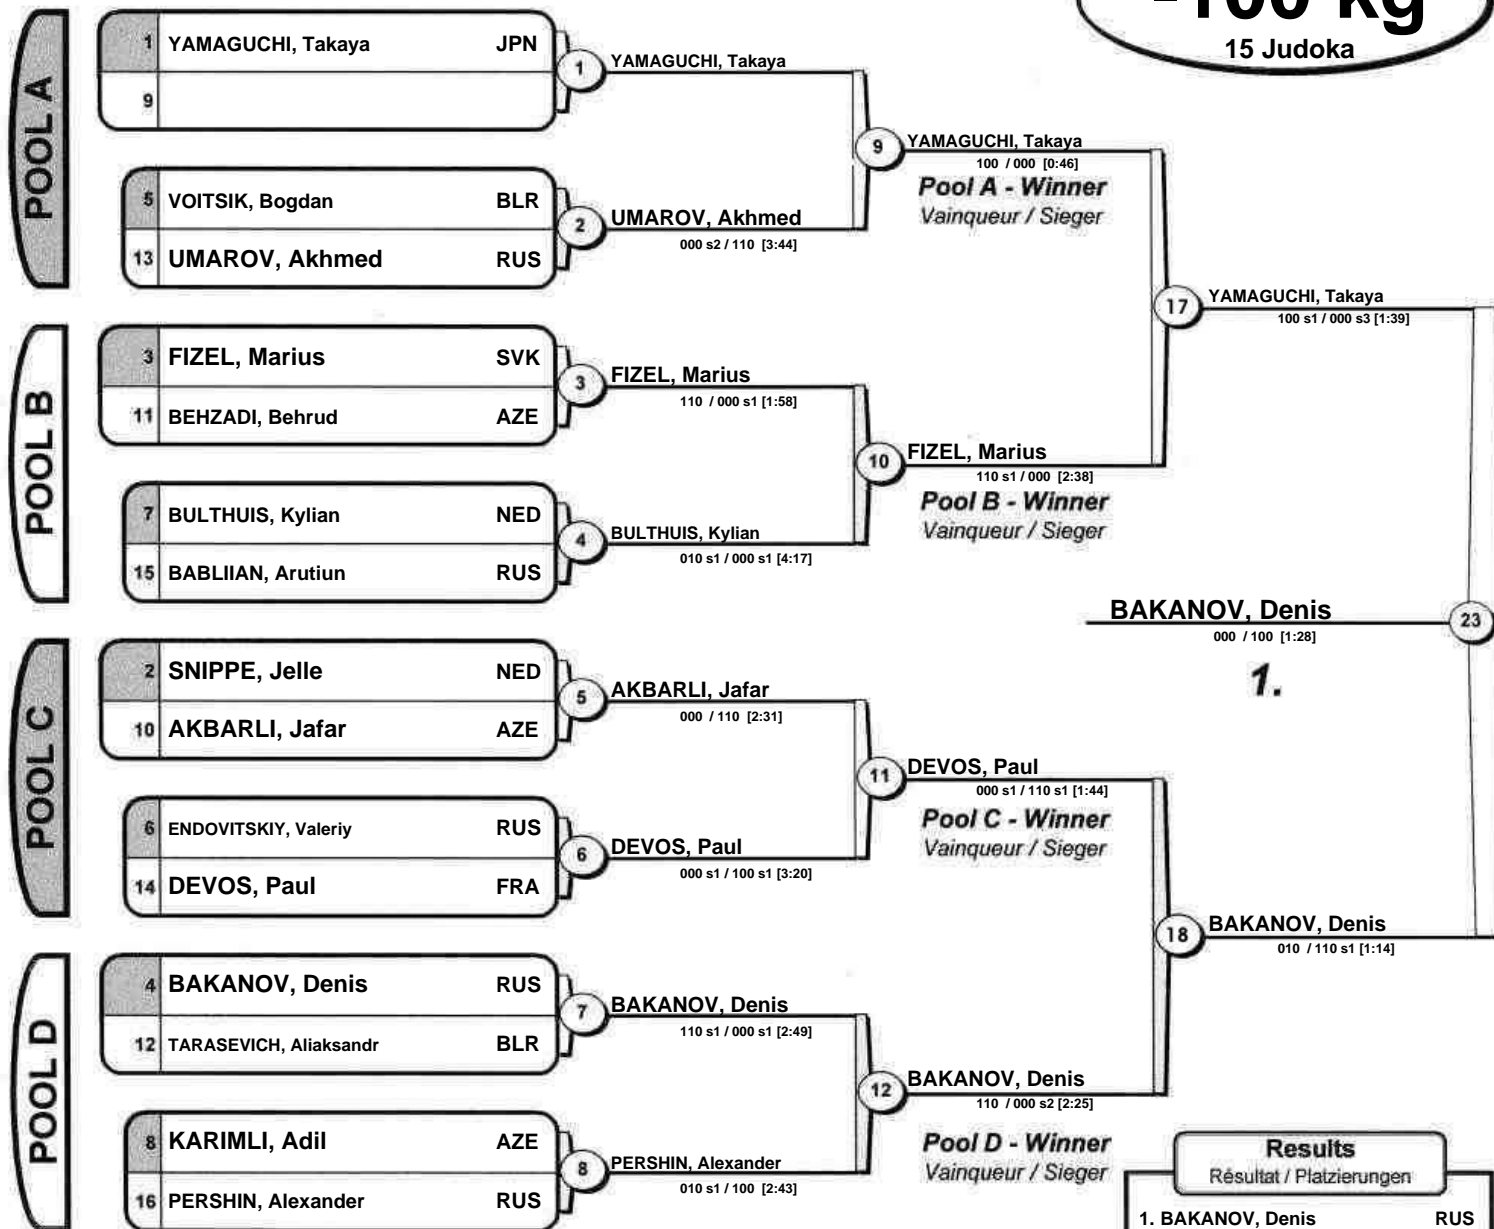 -100 kg
15 Judoka
POOL A
1 YAMAGUCHI, Takaya JPN
9
1
YAMAGUCHI, Takaya
5 VOITSIK, Bogdan BLR
13 UMAROV, Akhmed RUS
2
UMAROV, Akhmed
000 s2 / 110 [3:44]
9
YAMAGUCHI, Takaya
100 / 000 [0:46]
Pool A - Winner
Vainqueur / Sieger
POOL B
3 FIZEL, Marius SVK
11 BEHZADI, Behrud AZE
3
FIZEL, Marius
110 / 000 s1 [1:58]
7 BULTHUIS, Kylian NED
15 BABLIIAN, Arutiun RUS
4
BULTHUIS, Kylian
010 s1 / 000 s1 [4:17]
10
FIZEL, Marius
110 s1 / 000 [2:38]
Pool B - Winner
Vainqueur / Sieger
17
YAMAGUCHI, Takaya
100 s1 / 000 s3 [1:39]
BAKANOV, Denis
23
000 / 100 [1:28]
1.
POOL C
2 SNIPPE, Jelle NED
10 AKBARLI, Jafar AZE
5
AKBARLI, Jafar
000 / 110 [2:31]
6 ENDOVITSKIY, Valeriy RUS
14 DEVOS, Paul FRA
6
DEVOS, Paul
000 s1 / 100 s1 [3:20]
11
DEVOS, Paul
000 s1 / 110 s1 [1:44]
Pool C - Winner
Vainqueur / Sieger
POOL D
4 BAKANOV, Denis RUS
12 TARASEVICH, Aliaksandr BLR
7
BAKANOV, Denis
110 s1 / 000 s1 [2:49]
8 KARIMLI, Adil AZE
16 PERSHIN, Alexander RUS
8
PERSHIN, Alexander
010 s1 / 100 [2:43]
12
BAKANOV, Denis
110 / 000 s2 [2:25]
Pool D - Winner
Vainqueur / Sieger
18
BAKANOV, Denis
010 / 110 s1 [1:14]
Results
Résultat / Platzierungen
1. BAKANOV, Denis RUS